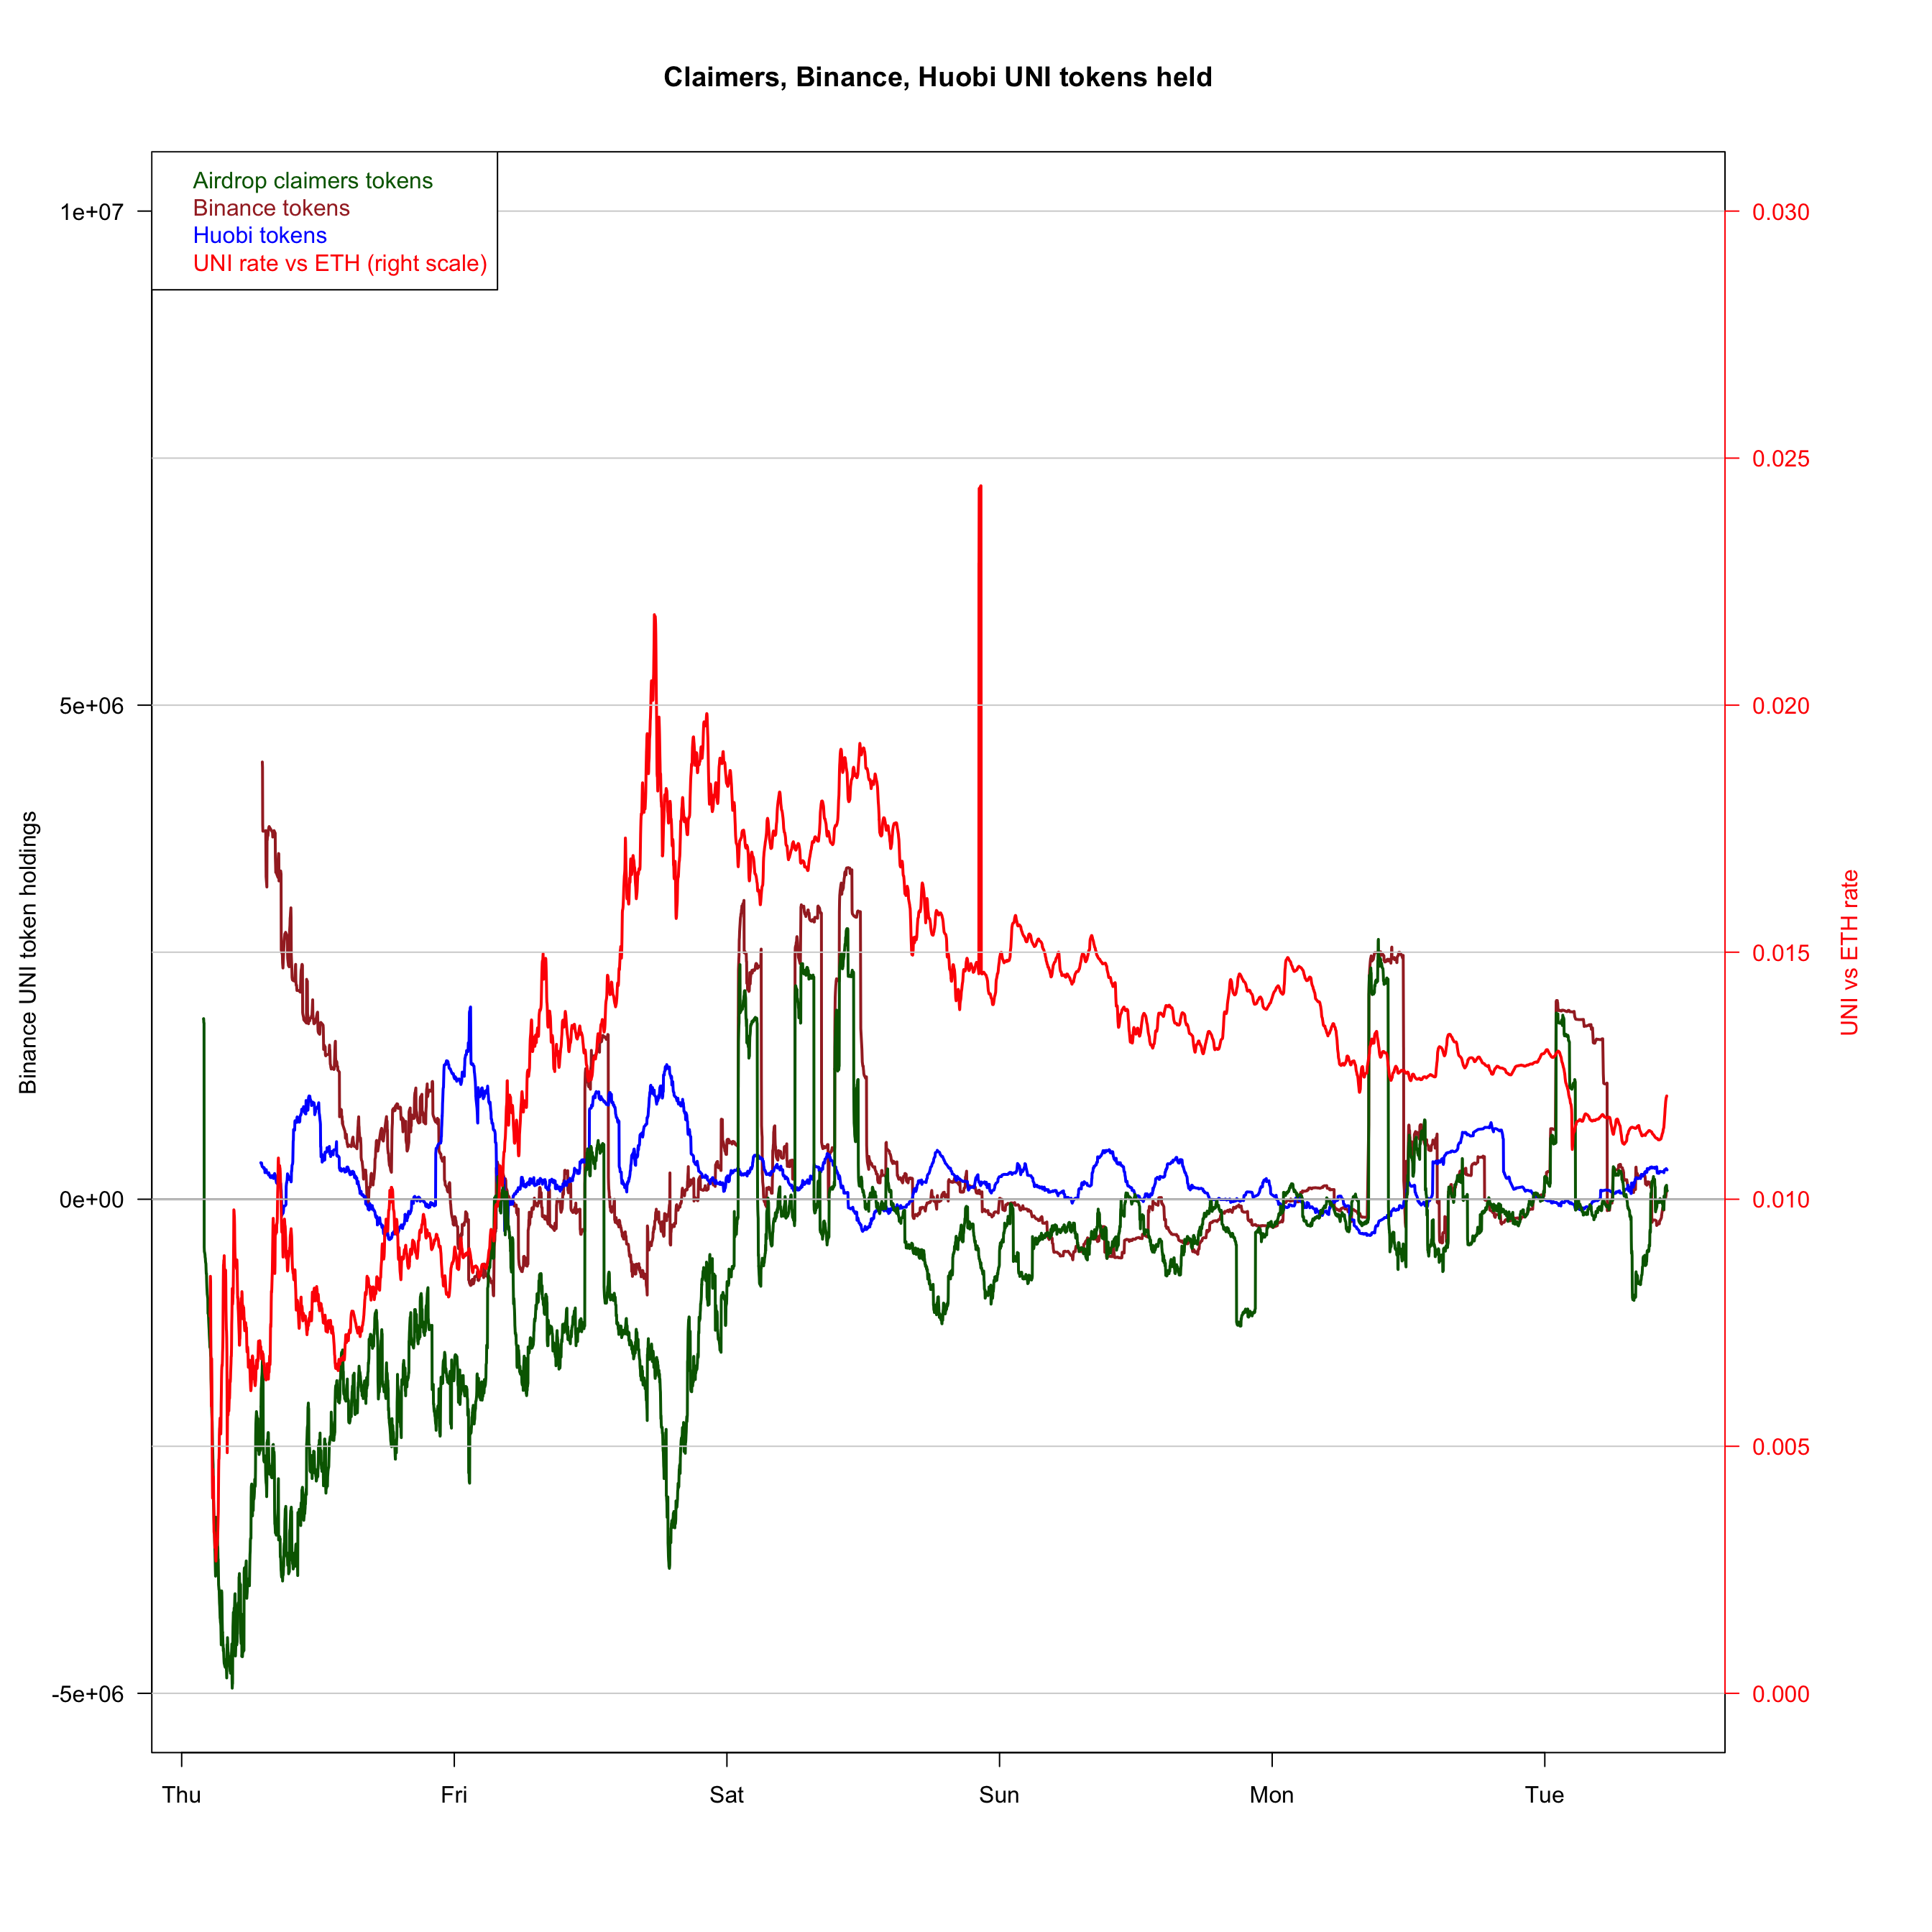 Claimers, Binance, Huobi UNI tokens held
Airdrop claimers tokens
Binance tokens
Huobi tokens
UNI rate vs ETH (right scale)
1e+07
5e+06
0e+00
-5e+06
Binance UNI token holdings
0.030
0.025
0.020
0.015
0.010
0.005
0.000
UNI vs ETH rate
Thu
Fri
Sat
Sun
Mon
Tue